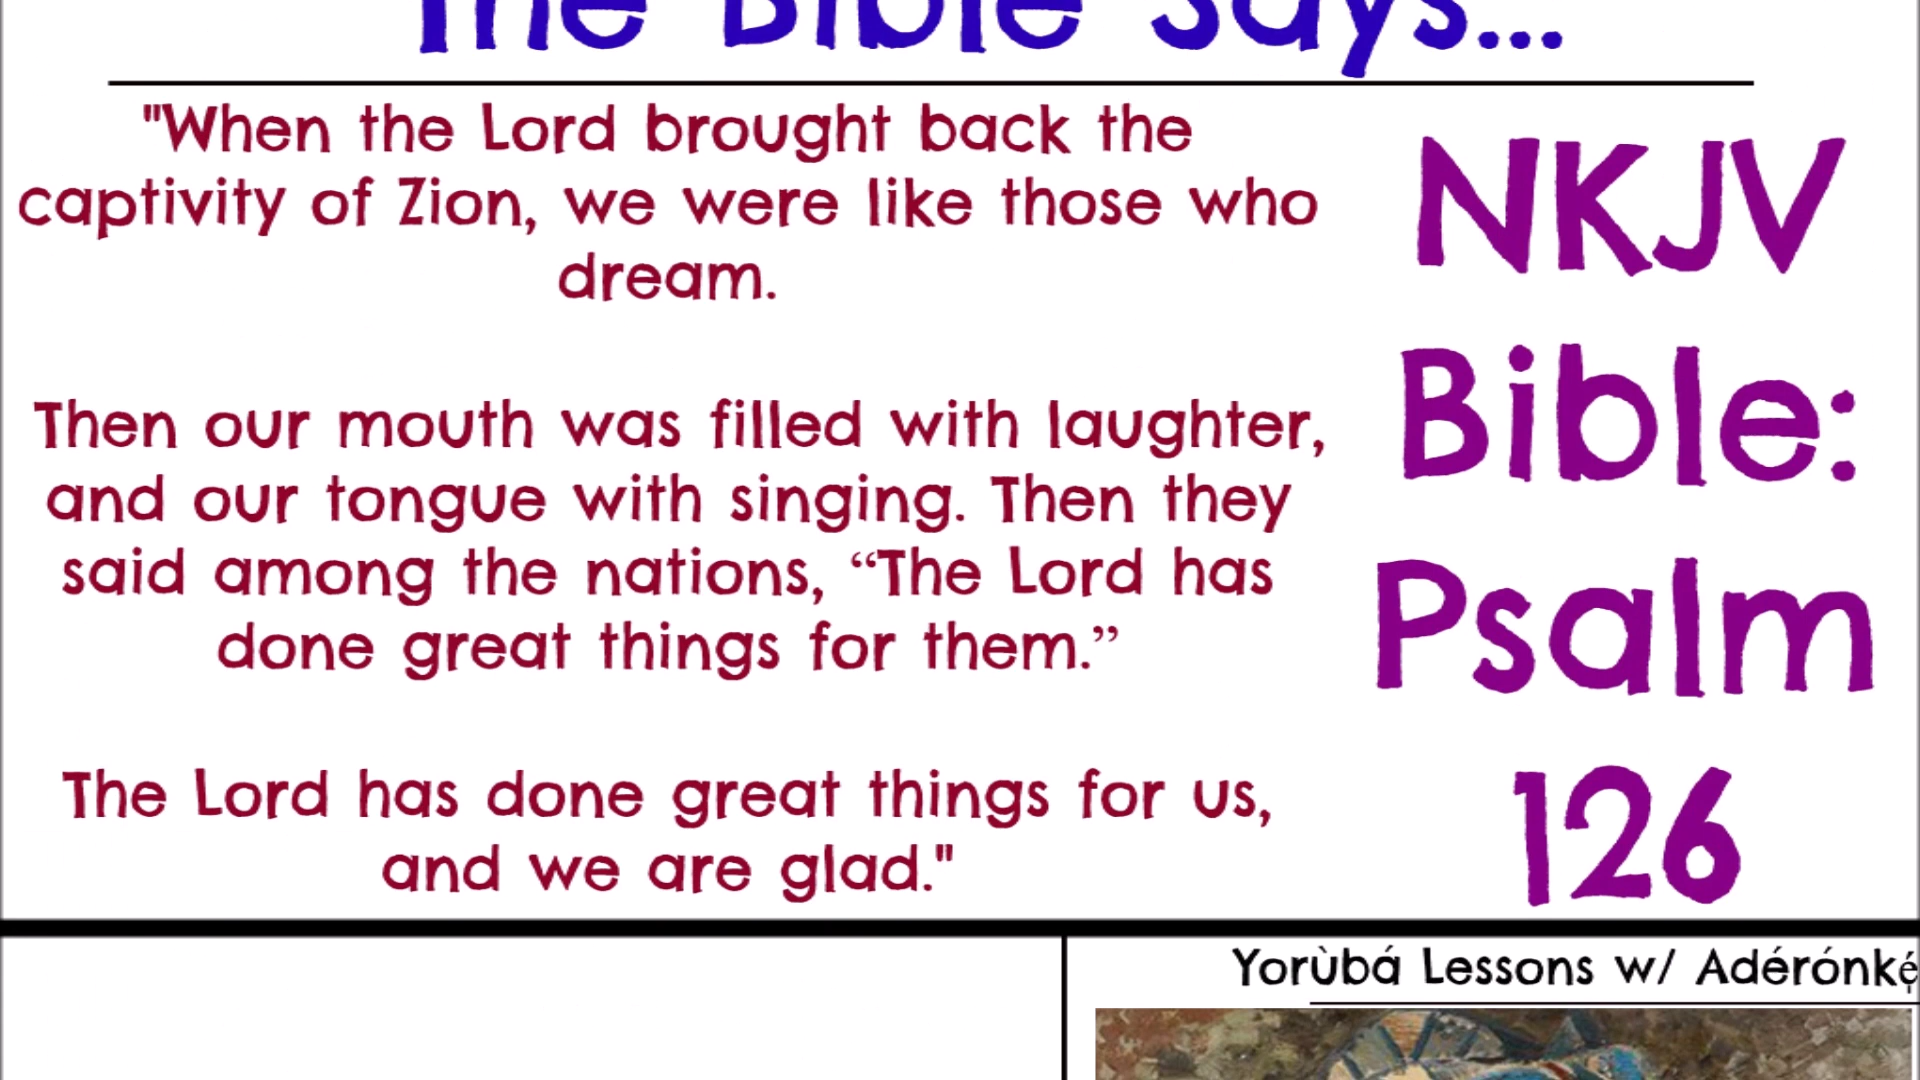 The Bible Says...
"When the Lord brought back the
captivity of Zion, we were like those who
dream.
Then our mouth was filled with laughter,
and our tongue with singing. Then they
said among the nations, “The Lord has
done great things for them.”
The Lord has done great things for us,
and we are glad."
NKJV
Bible:
Psalm
126
Yorùbá Lessons w/ Adérónkẹ́